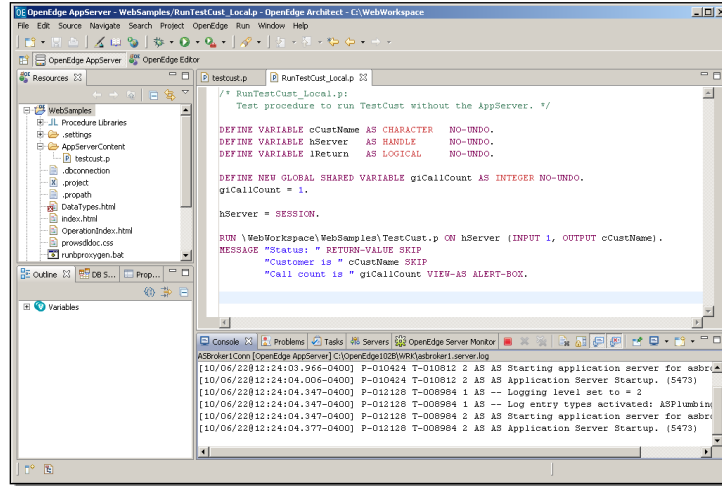 OpenEdge AppServer - WebSamples/RunTestCust_Local.p - OpenEdge Architect - C:\WebWorkspace
File Edit Source Navigate Search Project OpenEdge Run Window Help
OpenEdge AppServer OpenEdge Editor
Resources
WebSamples
Procedure Libraries
.settings
AppServerContent
testcust.p
.dbconnection
.project
.propath
DataTypes.html
index.html
OperationIndex.html
prowsdldoc.css
runbproxygen.bat
Outline DB S... Prop...
Variables
testcust.p RunTestCust_Local.p
/* RunTestCust_Local.p:
Test procedure to run TestCust without the AppServer. */
DEFINE VARIABLE cCustName AS CHARACTER NO-UNDO.
DEFINE VARIABLE hServer AS HANDLE NO-UNDO.
DEFINE VARIABLE lReturn AS LOGICAL NO-UNDO.
DEFINE NEW GLOBAL SHARED VARIABLE giCallCount AS INTEGER NO-UNDO.
giCallCount = 1.
hServer = SESSION.
RUN \WebWorkspace\WebSamples\TestCust.p ON hServer (INPUT 1, OUTPUT cCustName).
MESSAGE "Status: " RETURN-VALUE SKIP
"Customer is " cCustName SKIP
"Call count is " giCallCount VIEW-AS ALERT-BOX.
Console Problems Tasks Servers OpenEdge Server Monitor
ASBroker1Conn [OpenEdge AppServer] C:\OpenEdge102B\WRK\asbroker1.server.log
[10/06/22@12:24:03.966-0400] P-010424 T-010812 2 AS AS Starting application server for asbro
[10/06/22@12:24:04.006-0400] P-010424 T-010812 2 AS AS Application Server Startup. (5473)
[10/06/22@12:24:04.347-0400] P-012128 T-008984 1 AS -- Logging level set to = 2
[10/06/22@12:24:04.347-0400] P-012128 T-008984 1 AS -- Log entry types activated: ASPlumbin
[10/06/22@12:24:04.347-0400] P-012128 T-008984 2 AS AS Starting application server for asbro
[10/06/22@12:24:04.377-0400] P-012128 T-008984 2 AS AS Application Server Startup. (5473)